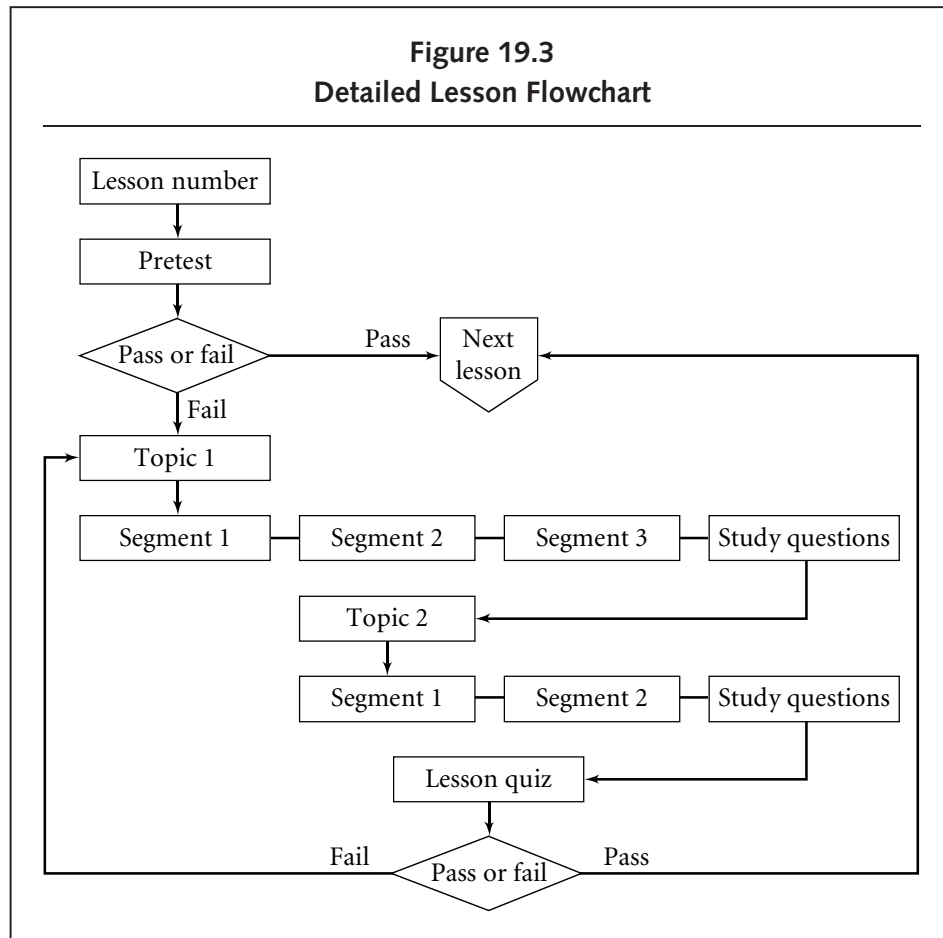 Figure 19.3
Detailed Lesson Flowchart
Lesson number
Pretest
Pass or fail
Pass
Next
lesson
Fail
Topic 1
Segment 1
Segment 2
Segment 3
Study questions
Topic 2
Segment 1
Segment 2
Study questions
Lesson quiz
Fail
Pass or fail
Pass